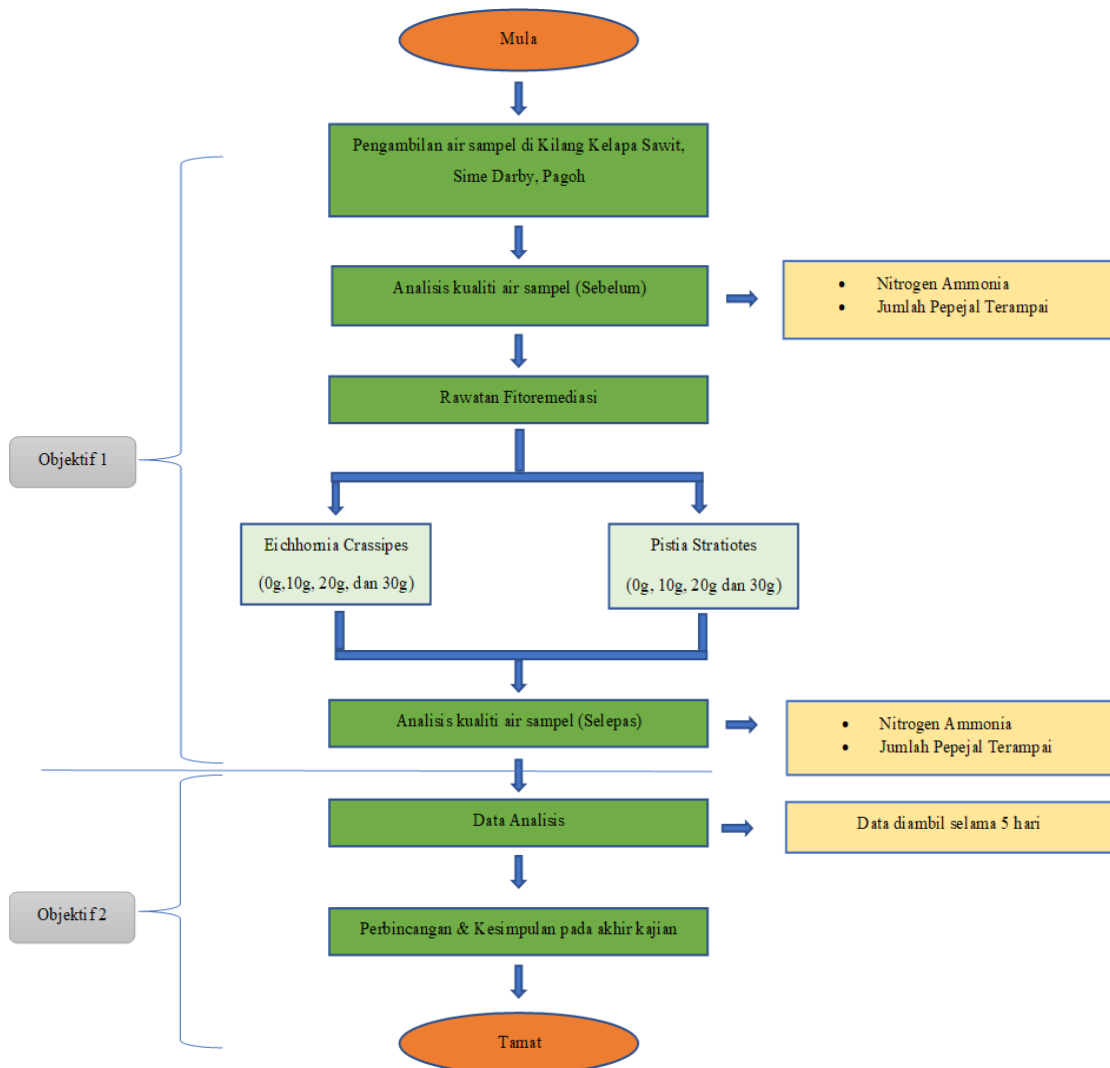 Mula
Pengambilan air sampel di Kilang Kelapa Sawit,
Sime Darby, Pagoh
Analisis kualiti air sampel (Sebelum)
• Nitrogen Ammonia
• Jumlah Pepejal Terampai
Rawatan Fitoremediasi
Objektif 1
Eichhornia Crassipes
(0g,10g, 20g, dan 30g)
Pistia Stratiotes
(0g, 10g, 20g dan 30g)
Analisis kualiti air sampel (Selepas)
• Nitrogen Ammonia
• Jumlah Pepejal Terampai
Data Analisis
Data diambil selama 5 hari
Objektif 2
Perbincangan & Kesimpulan pada akhir kajian
Tamat